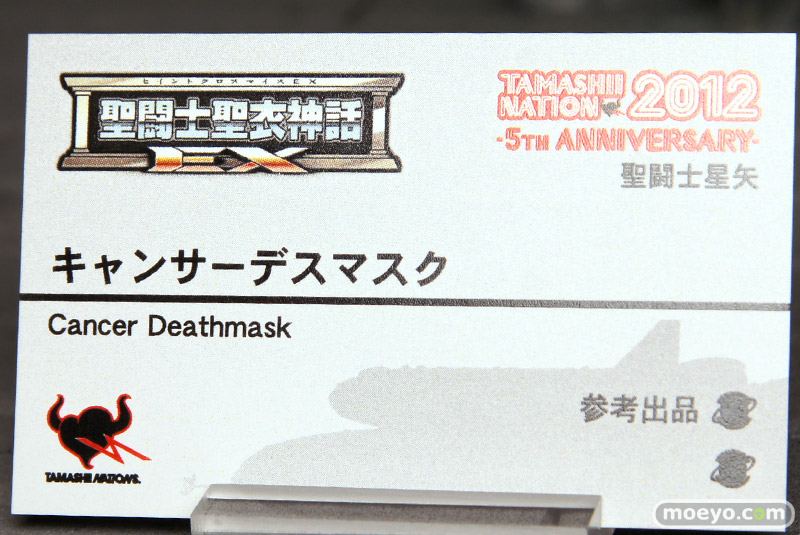 セイントクロスマイスEX
聖闘士聖衣神話
EX
TAMASHII
NATION 2012
-5TH ANNIVERSARY-
聖闘士星矢
キャンサーデスマスク
Cancer Deathmask
参考出品
TAMASHII NATIONS.
moeyo.com